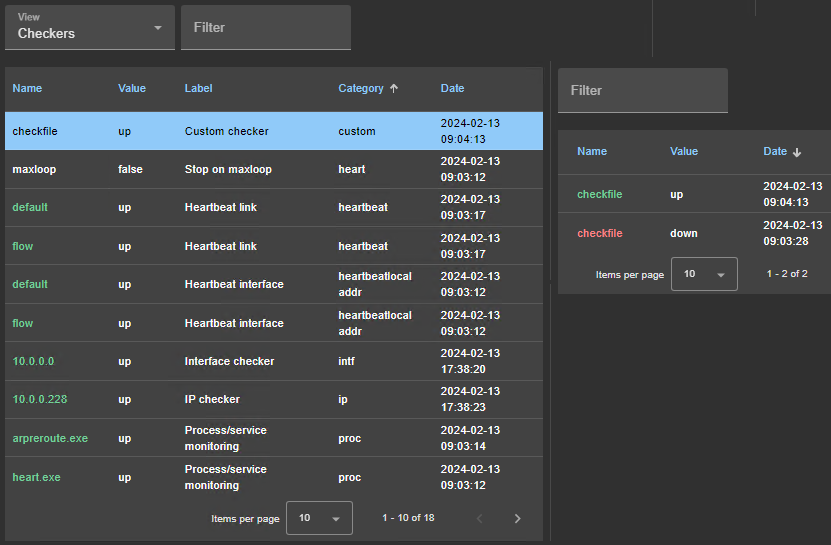 View
Checkers
Filter
Name Value Label Category Date
checkfile up Custom checker custom 2024-02-13 09:04:13
maxloop false Stop on maxloop heart 2024-02-13 09:03:12
default up Heartbeat link heartbeat 2024-02-13 09:03:17
flow up Heartbeat link heartbeat 2024-02-13 09:03:17
default up Heartbeat interface heartbeatlocal addr 2024-02-13 09:03:12
flow up Heartbeat interface heartbeatlocal addr 2024-02-13 09:03:12
10.0.0.0 up Interface checker intf 2024-02-13 17:38:20
10.0.0.228 up IP checker ip 2024-02-13 17:38:23
arpreroute.exe up Process/service monitoring proc 2024-02-13 09:03:14
heart.exe up Process/service monitoring proc 2024-02-13 09:03:12
Items per page 10 1 - 10 of 18
Filter
Name Value Date
checkfile up 2024-02-13 09:04:13
checkfile down 2024-02-13 09:03:28
Items per page 10 1 - 2 of 2